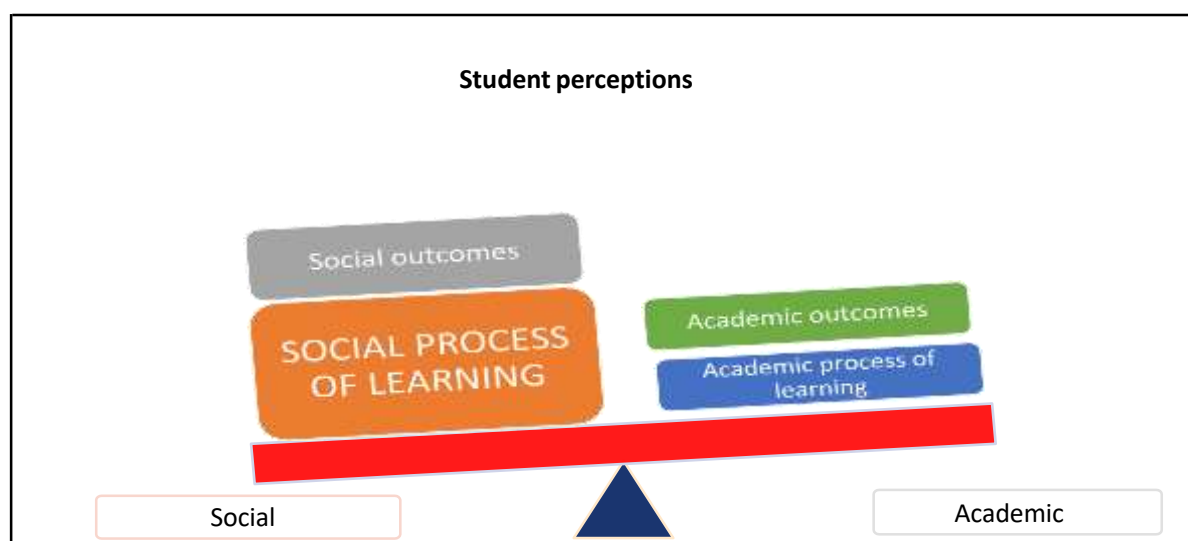 Student perceptions
Social outcomes
SOCIAL PROCESS
OF LEARNING
Academic outcomes
Academic process of
learning
Social
Academic